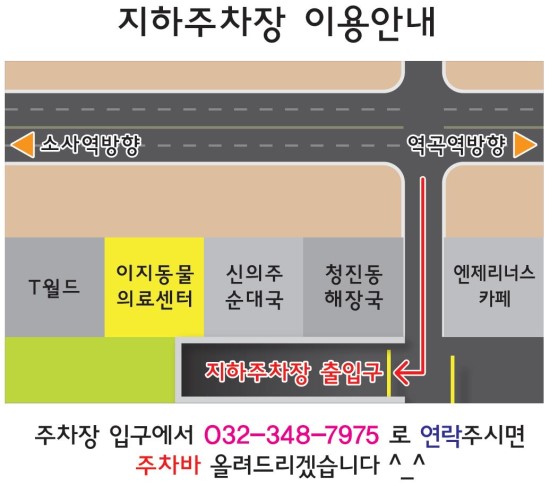 지하주차장 이용안내
소사역방향
역곡역방향
T월드
이지동물
의료센터
신의주
순대국
청진동
해장국
엔제리너스
카페
지하주차장 출입구
주차장 입구에서 032-348-7975 로 연락주시면
주차바 올려드리겠습니다 ^_^